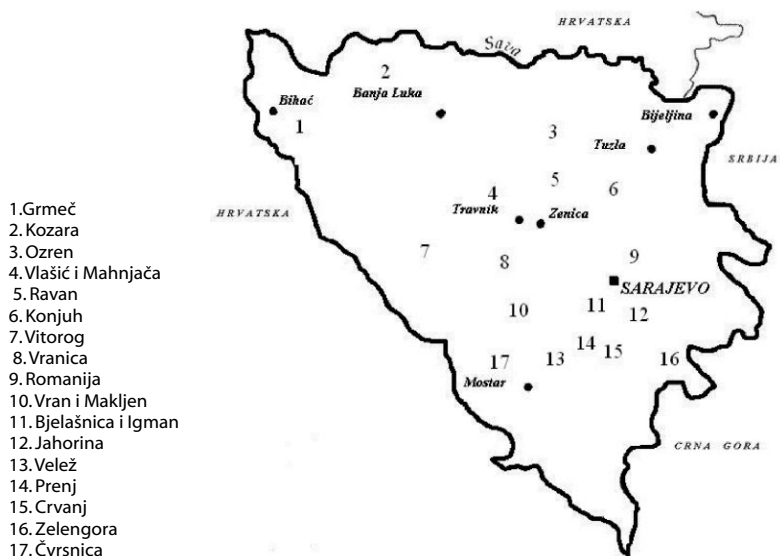 HRVATSKA
Sava
2
Bihać
Banja Luka
Bijeljina
1
3
Tuzla
SRBIJA
5
4
6
HRVATSKA
Travnik
Zenica
7
8
9
SARAJEVO
10
11
12
14
13
15
16
17
Mostar
CRNA GORA
1.Grmeč
2. Kozara
3. Ozren
4. Vlašić i Mahnjača
5. Ravan
6. Konjuh
7. Vitorog
8. Vranica
9. Romanija
10. Vran i Makljen
11. Bjelašnica i Igman
12. Jahorina
13. Velež
14. Prenj
15. Crvanj
16. Zelengora
17. Čvrsnica